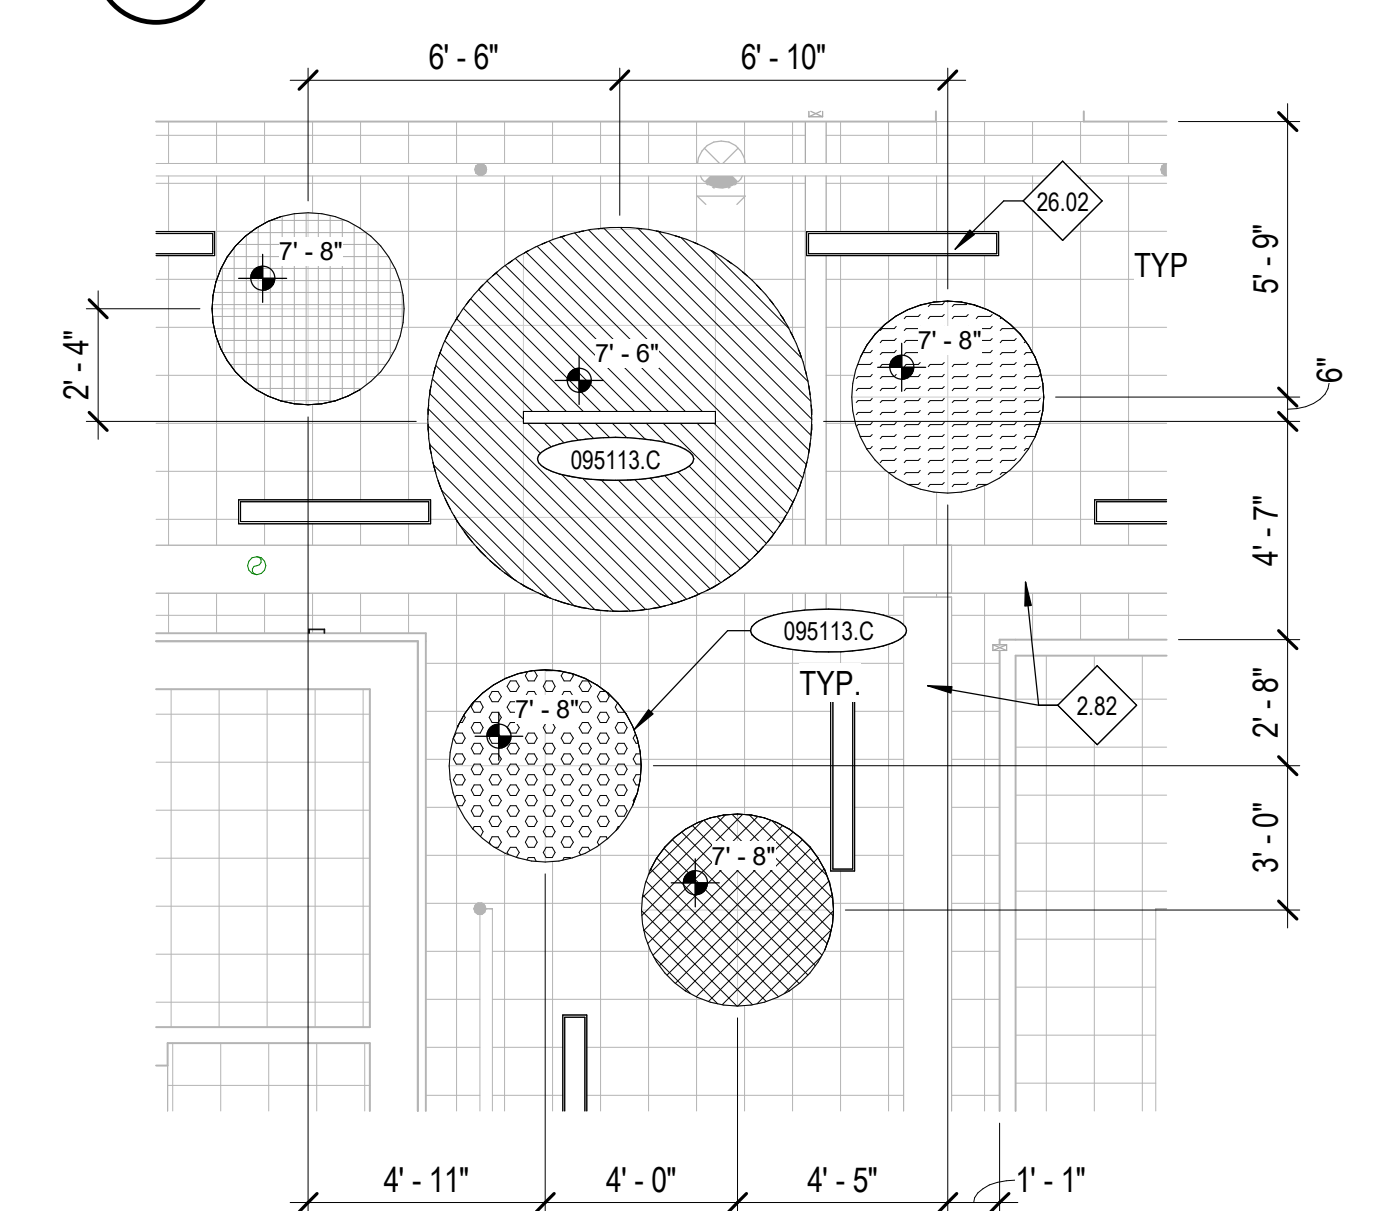 6' - 6"
6' - 10"
26.02
TYP
5' - 9"
7' - 8"
7' - 6"
7' - 8"
2' - 4"
6"
095113.C
4' - 7"
095113.C
TYP.
2.82
2' - 8"
7' - 8"
7' - 8"
3' - 0"
4' - 11"
4' - 0"
4' - 5"
1' - 1"